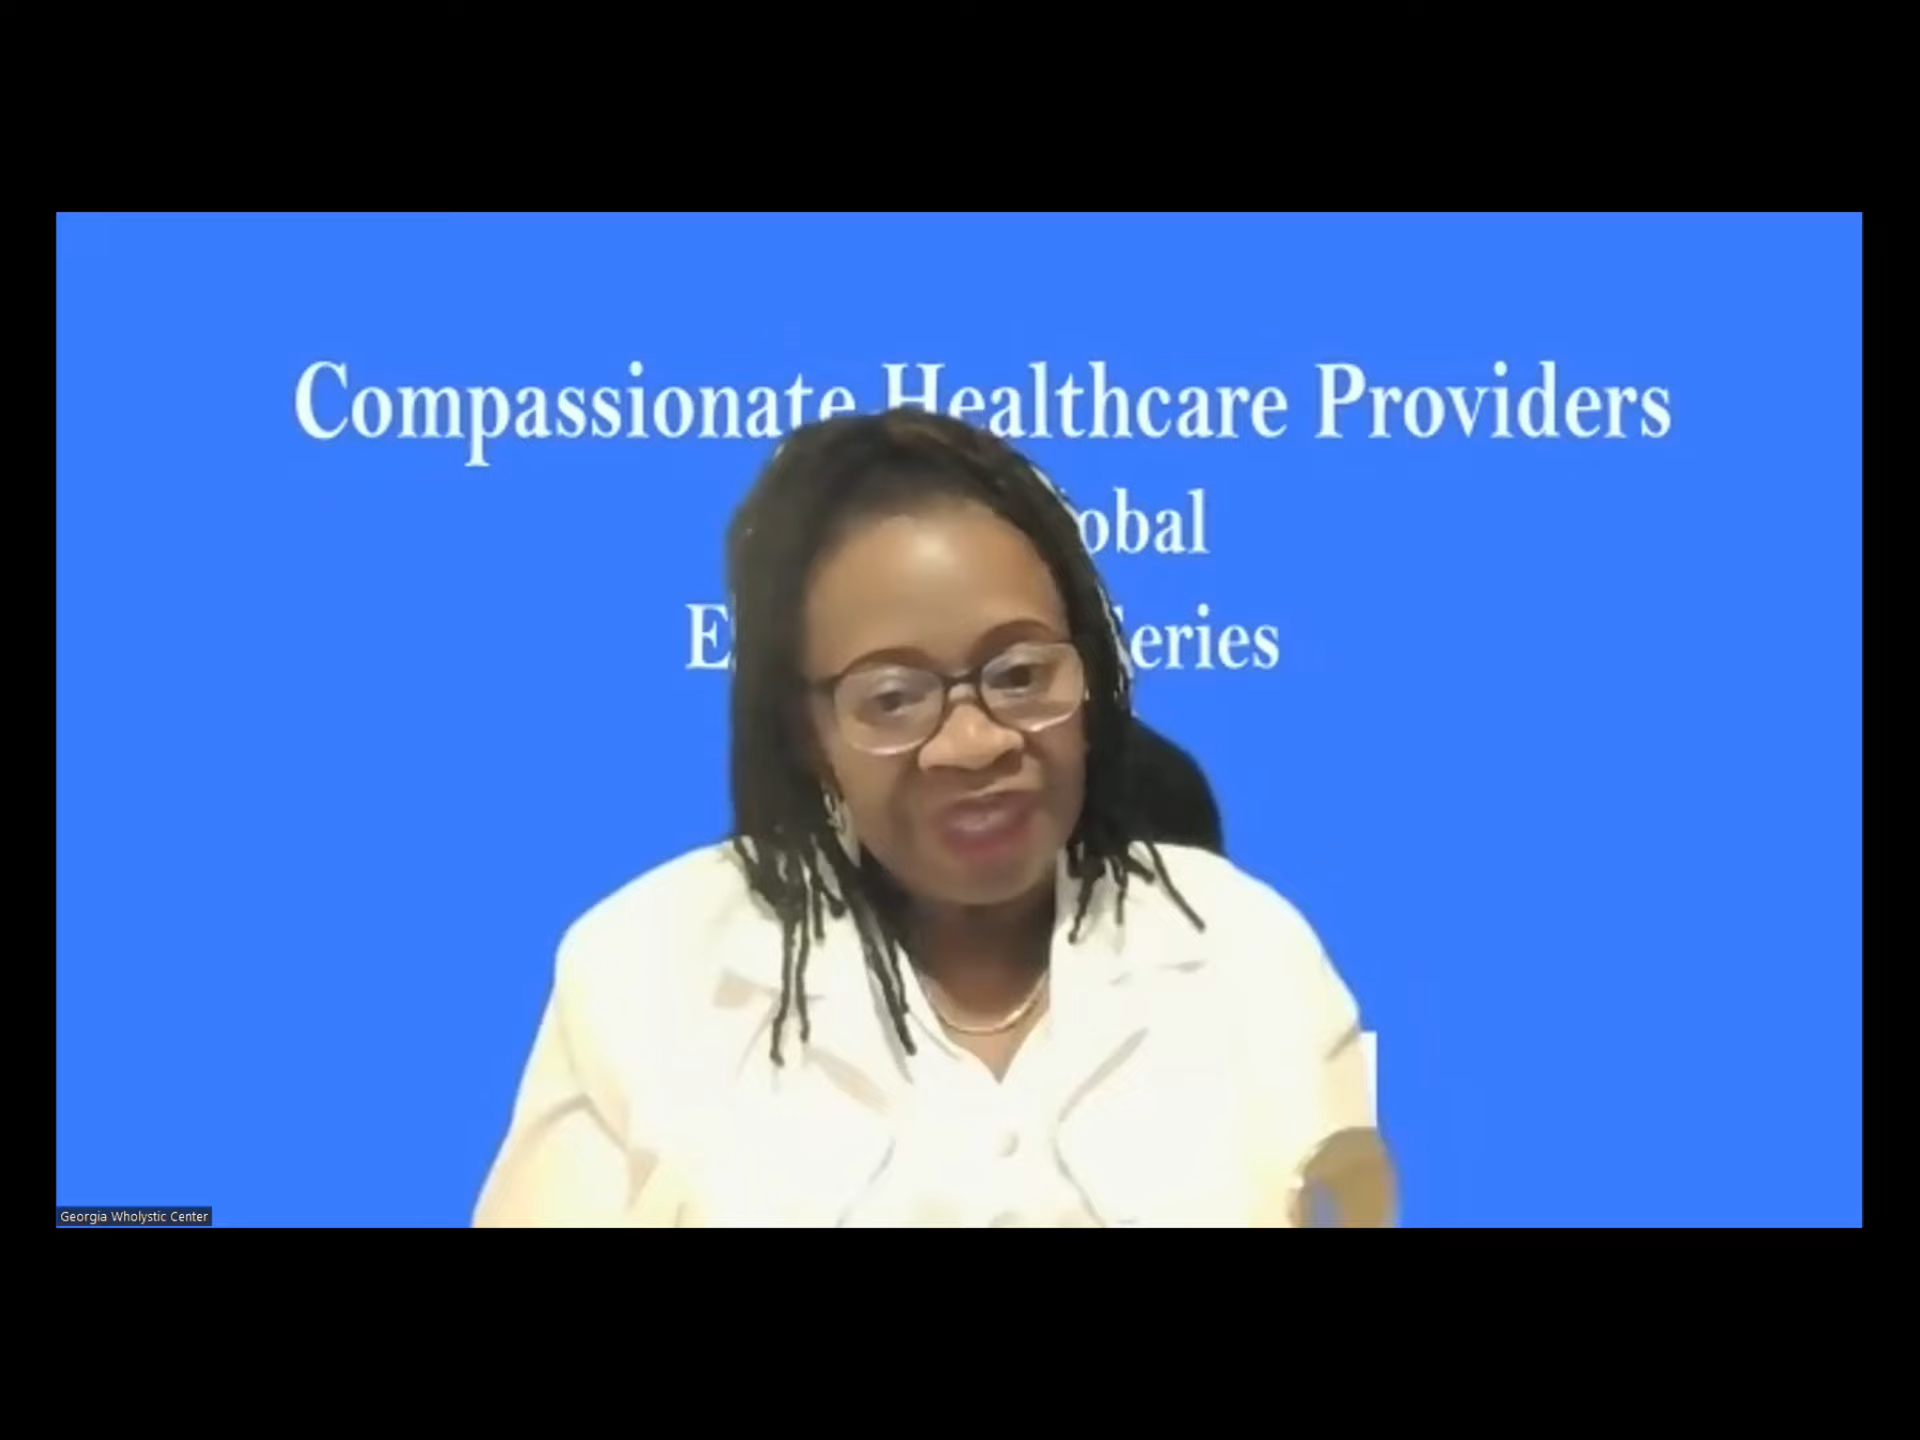 Compassionate Healthcare Providers
obal
E eries
Georgia Wholystic Center